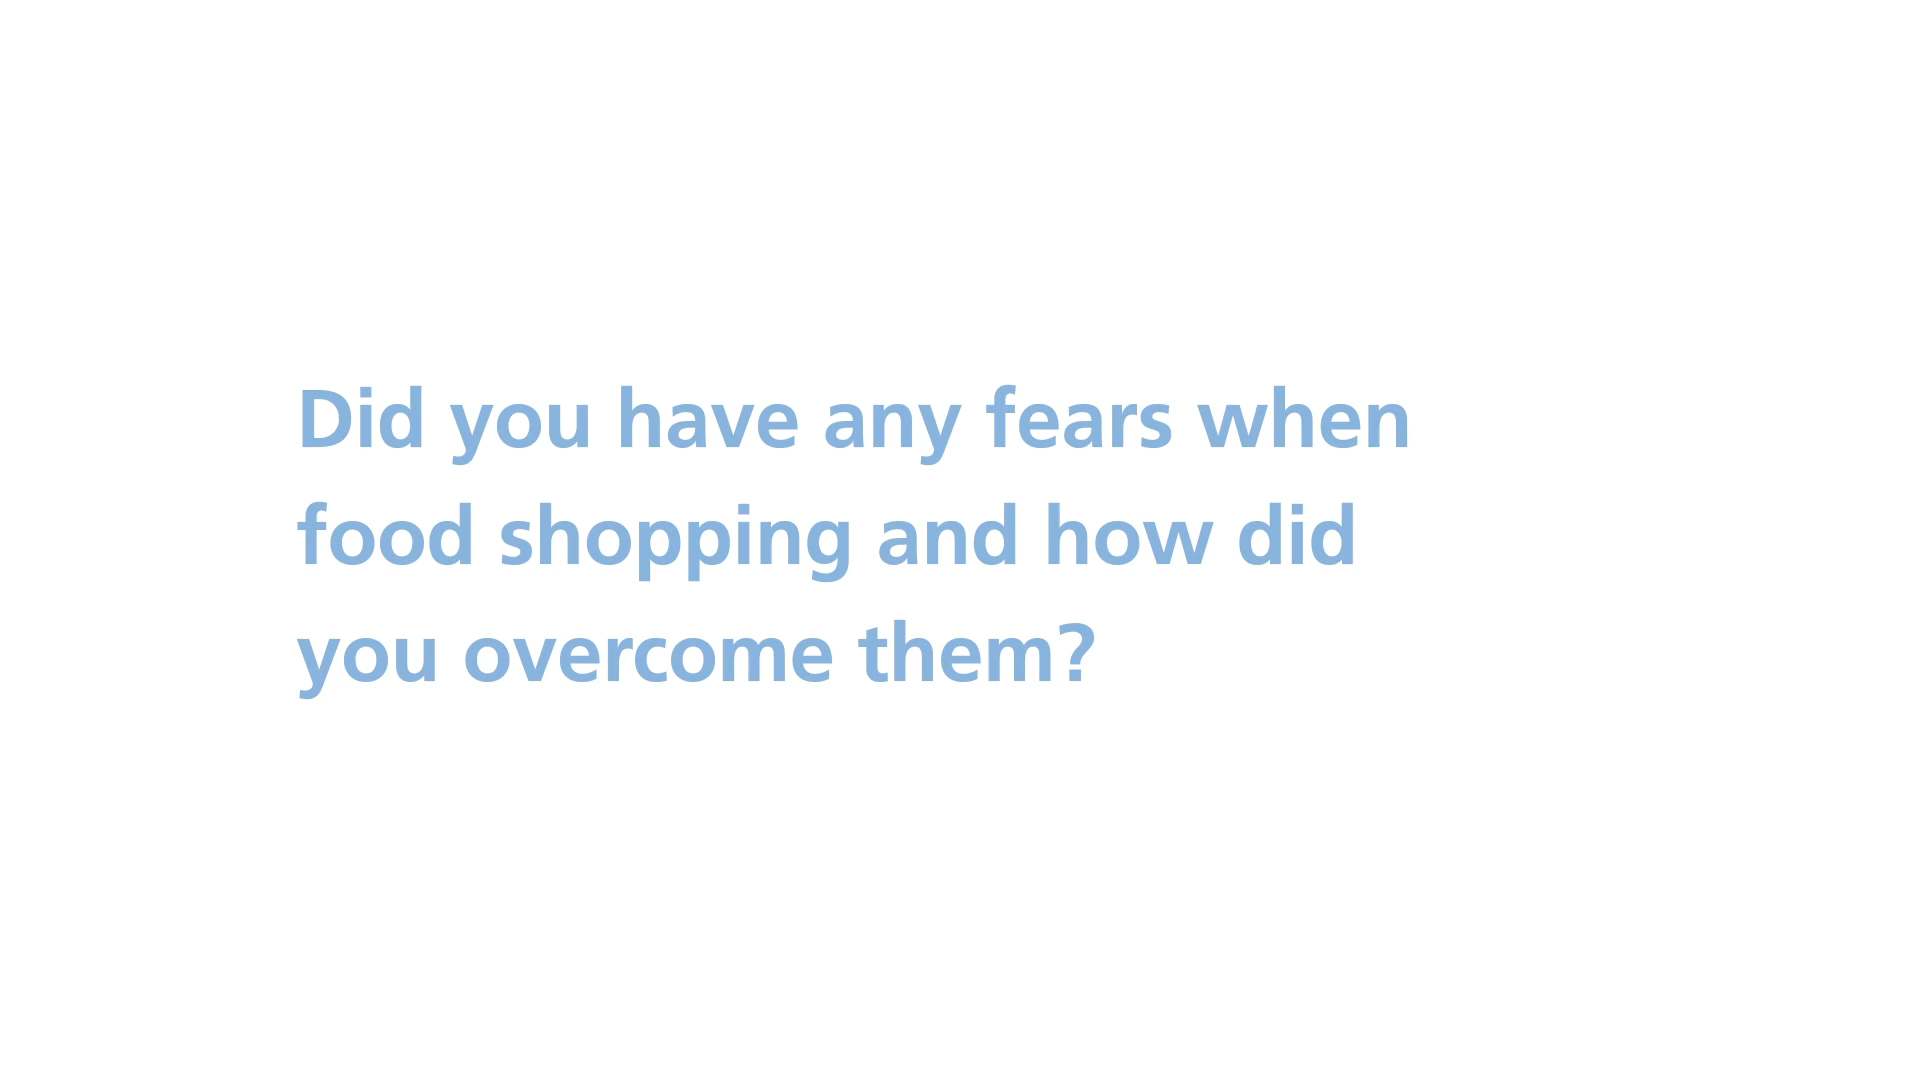 Did you have any fears when
food shopping and how did
you overcome them?